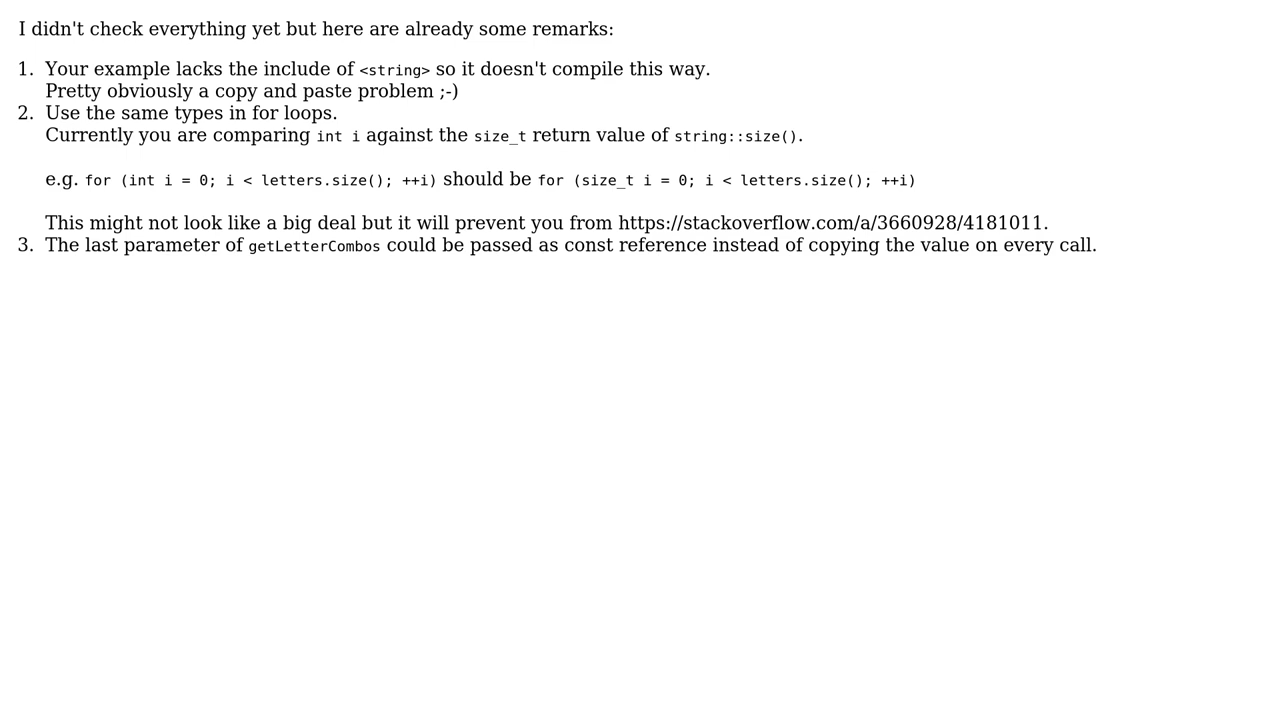 I didn't check everything yet but here are already some remarks:
1. Your example lacks the include of <string> so it doesn't compile this way.
Pretty obviously a copy and paste problem ;-)
2. Use the same types in for loops.
Currently you are comparing int i against the size_t return value of string::size().
e.g. for (int i = 0; i < letters.size(); ++i) should be for (size_t i = 0; i < letters.size(); ++i)
This might not look like a big deal but it will prevent you from https://stackoverflow.com/a/3660928/4181011.
3. The last parameter of getLetterCombos could be passed as const reference instead of copying the value on every call.